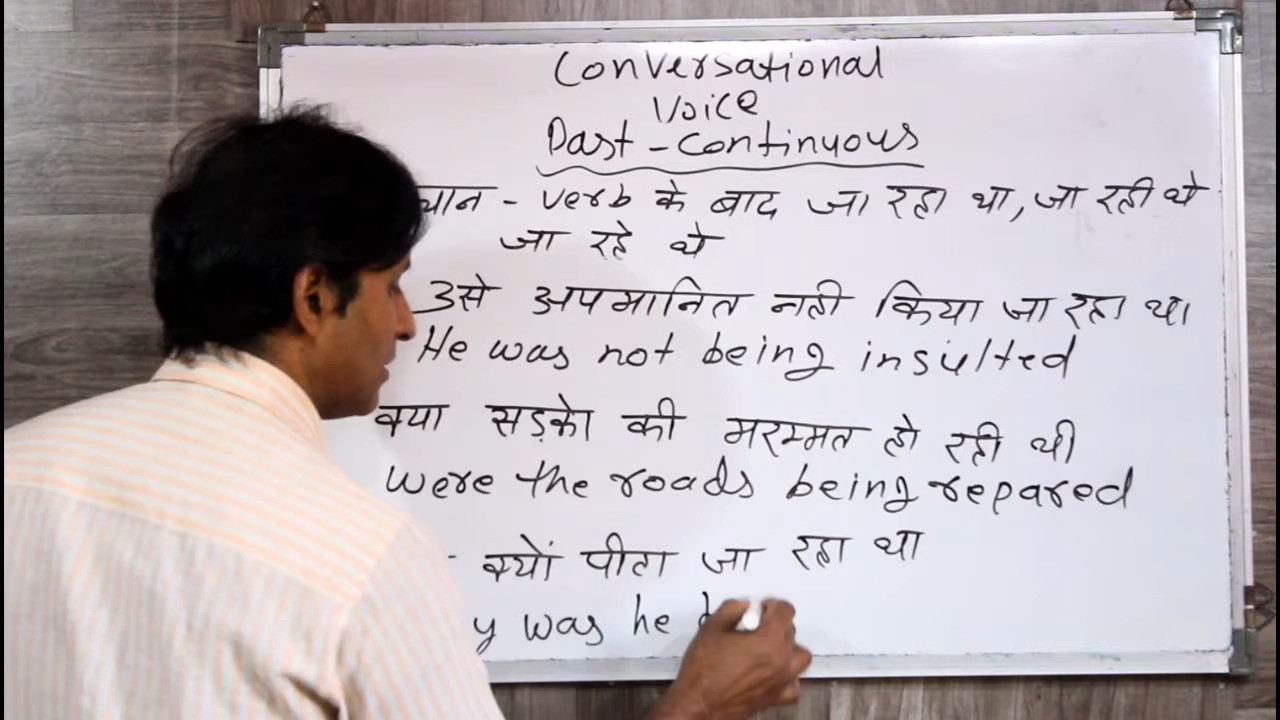 Conversational
Voice
Past - Continuous
- verb के बाद जा रहा था, जा रही थे
जा रहे थे
उसे अपमानित नही किया जा रहा था
He was not being insulted
क्या सड़को की मरम्मत हो रही थी
were the roads being repared
- क्यों पीटा जा रहा था
was he